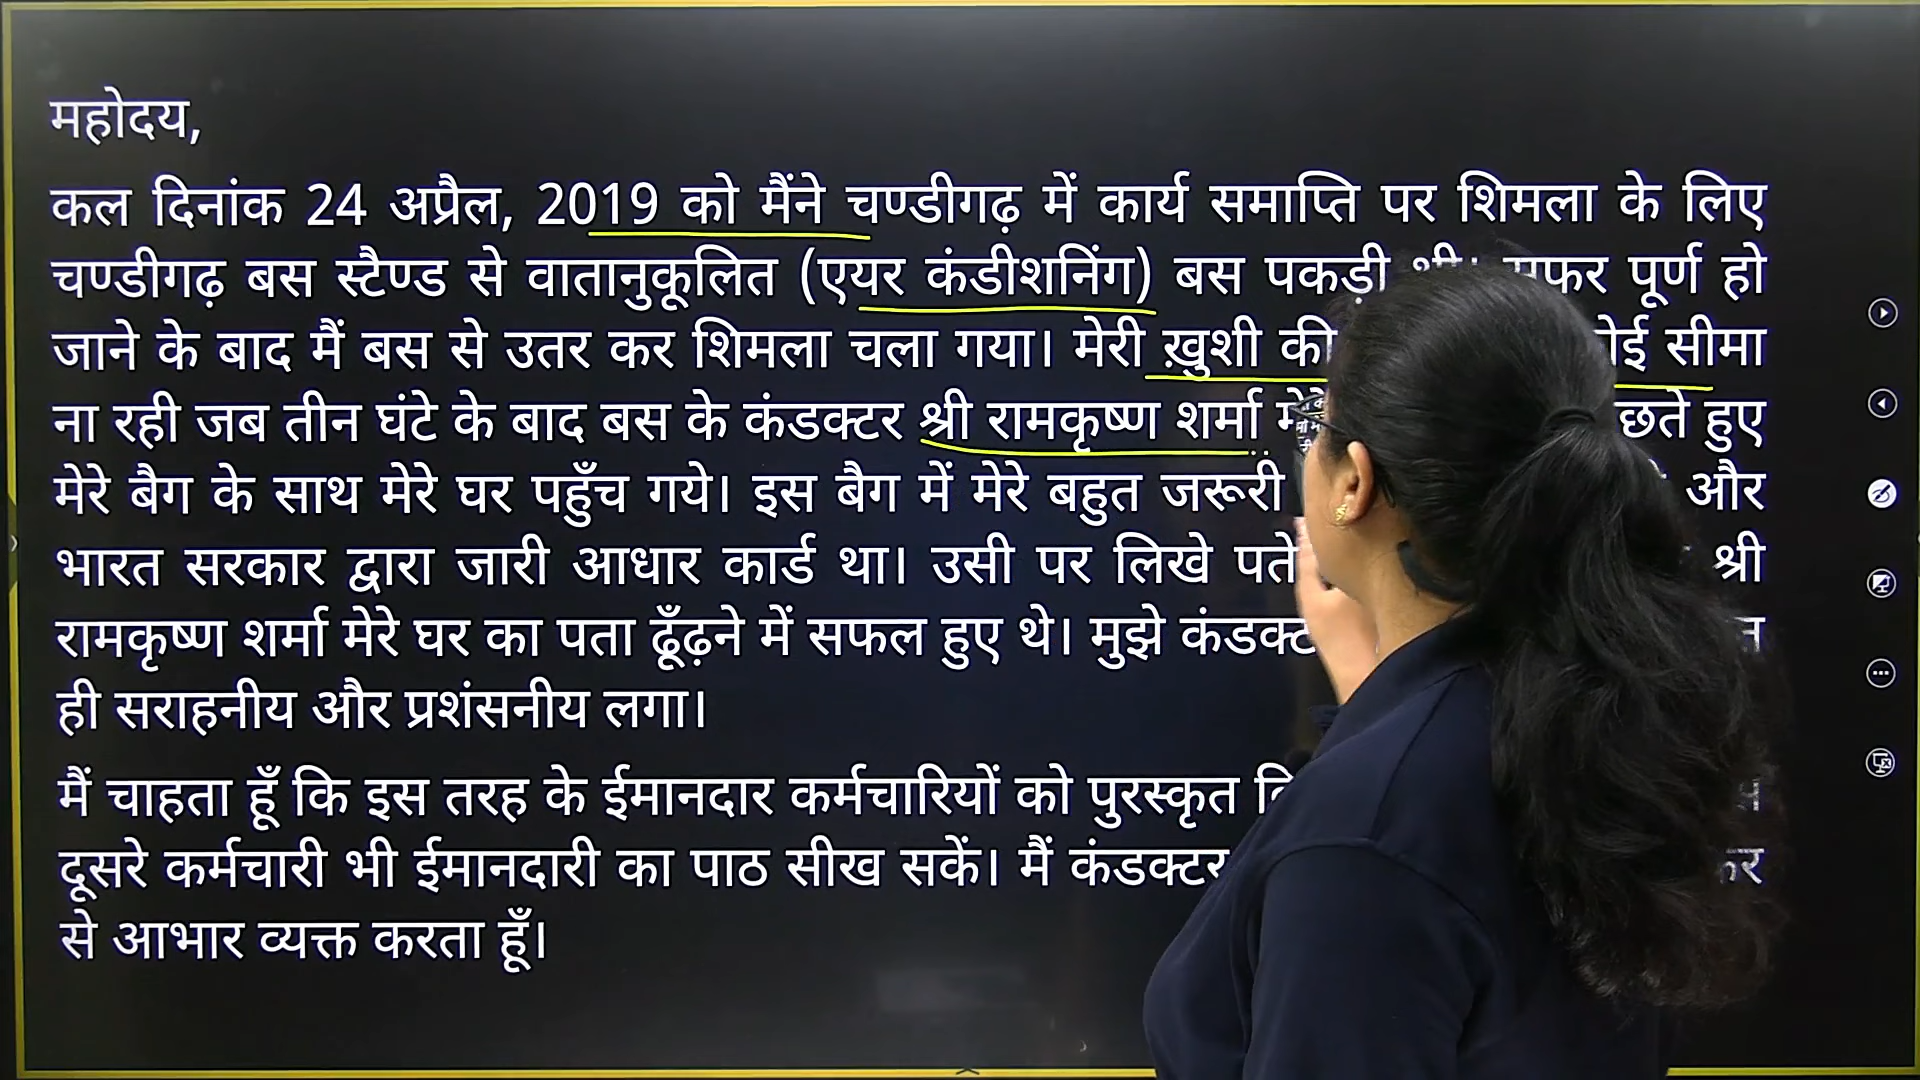 महोदय,
कल दिनांक 24 अप्रैल, 2019 को मैंने चण्डीगढ़ में कार्य समाप्ति पर शिमला के लिए
चण्डीगढ़ बस स्टैण्ड से वातानुकूलित (एयर कंडीशनिंग) बस पकड़ी पूर्ण हो
जाने के बाद मैं बस से उतर कर शिमला चला गया। मेरी ख़ुशी की सीमा
ना रही जब तीन घंटे के बाद बस के कंडक्टर श्री रामकृष्ण शर्मा हुए
मेरे बैग के साथ मेरे घर पहुँच गये। इस बैग में मेरे बहुत जरूरी और
भारत सरकार द्वारा जारी आधार कार्ड था। उसी पर लिखे पते श्री
रामकृष्ण शर्मा मेरे घर का पता ढूँढ़ने में सफल हुए थे। मुझे
ही सराहनीय और प्रशंसनीय लगा।
मैं चाहता हूँ कि इस तरह के ईमानदार कर्मचारियों को पुरस्कृत
दूसरे कर्मचारी भी ईमानदारी का पाठ सीख सकें। मैं कंडक्टर
से आभार व्यक्त करता हूँ।